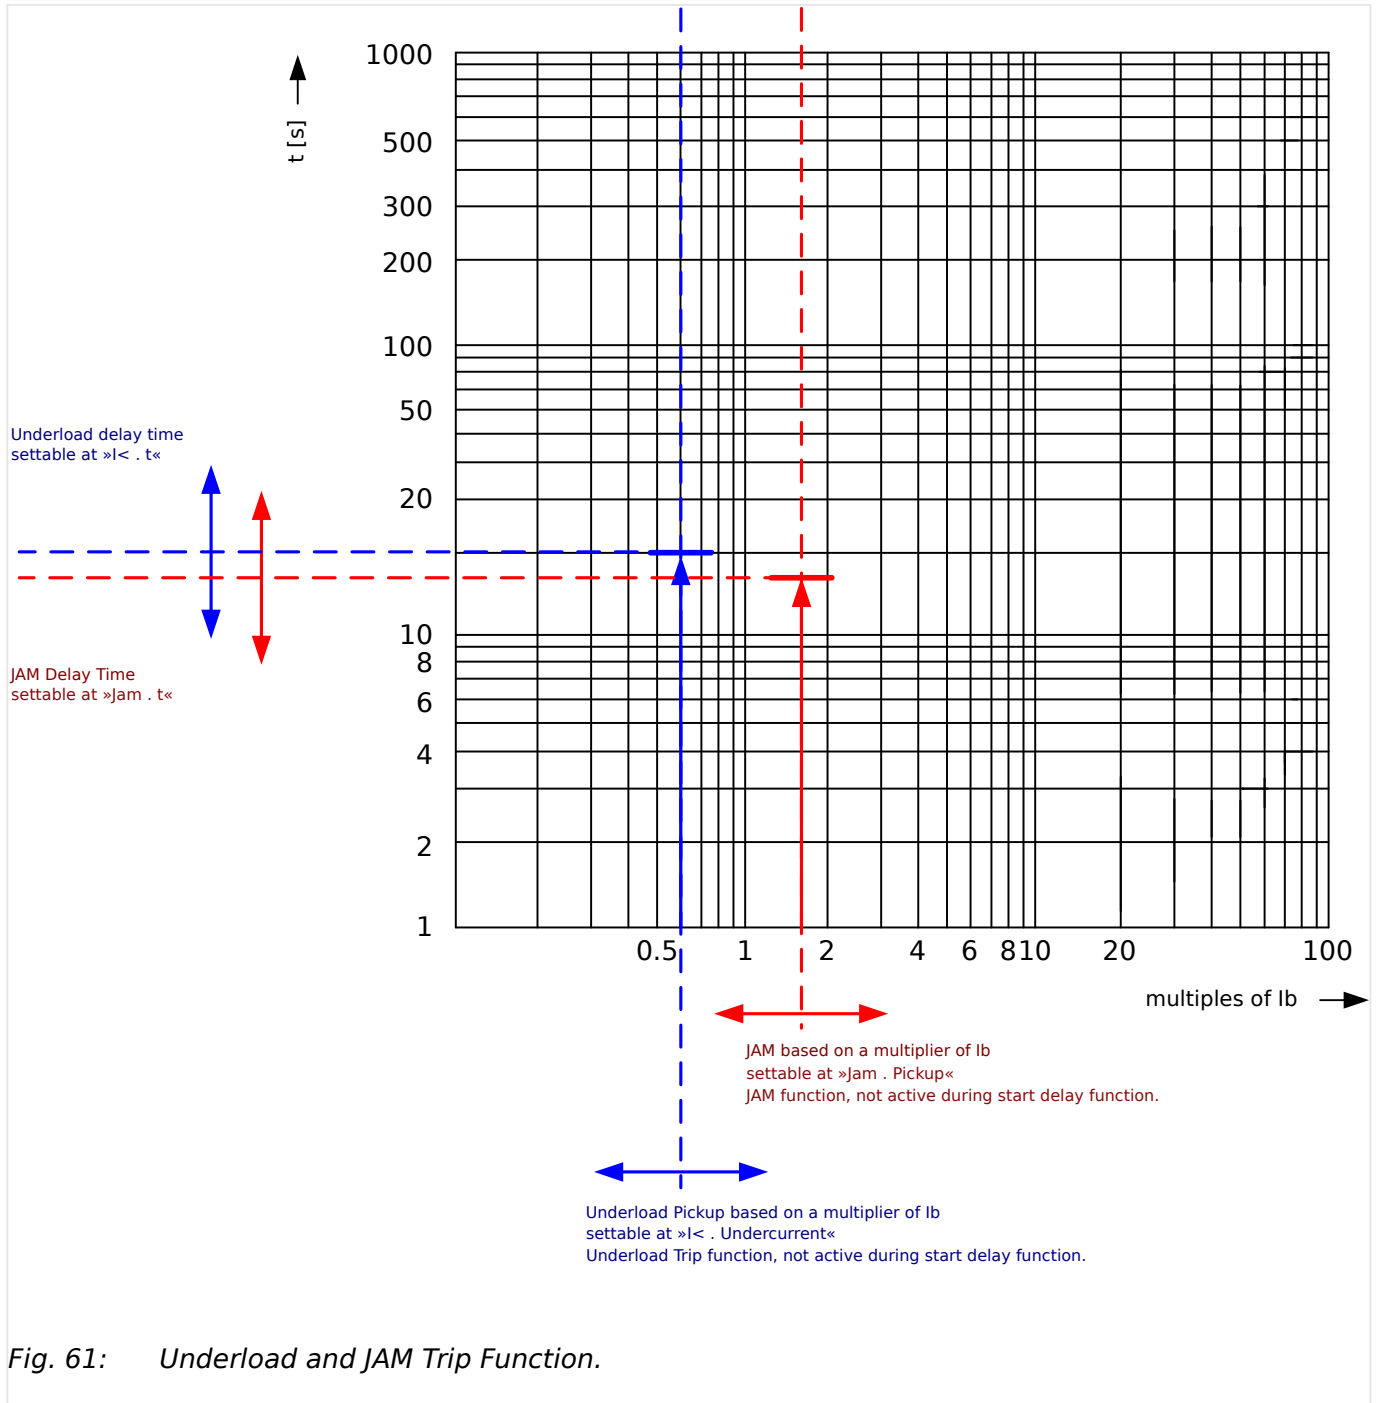 t [s]
1000
500
300
200
100
50
20
10
8
6
4
2
1
Underload delay time
settable at »I< . t«
JAM Delay Time
settable at »Jam . t«
0.5 1 2 4 6 8 10 20 100
multiples of Ib
JAM based on a multiplier of Ib
settable at »Jam . Pickup«
JAM function, not active during start delay function.
Underload Pickup based on a multiplier of Ib
settable at »I< . Undercurrent«
Underload Trip function, not active during start delay function.
Fig. 61: Underload and JAM Trip Function.